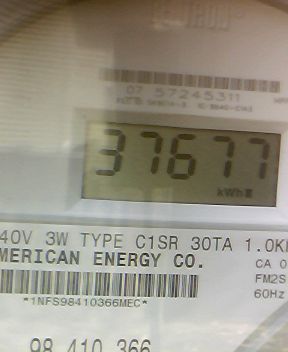 07 57245311
37677
kWh
40V 3W TYPE C1SR 30TA 1.0K
MERICAN ENERGY CO.
CA 0
FM2S
60Hz
*1NFS98410366MEC*
98 410 366